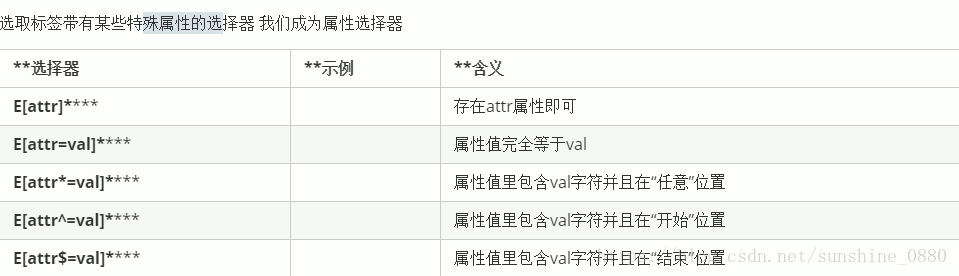 选取标签带有某些特殊属性的选择器 我们成为属性选择器
**选择器 **示例 **含义
E[attr]**** 存在attr属性即可
E[attr=val]**** 属性值完全等于val
E[attr*=val]**** 属性值里包含val字符并且在“任意”位置
E[attr^=val]**** 属性值里包含val字符并且在“开始”位置
E[attr$=val]**** 属性值里包含val字符并且在“结束”位置
csdn.net/sunshine_0880